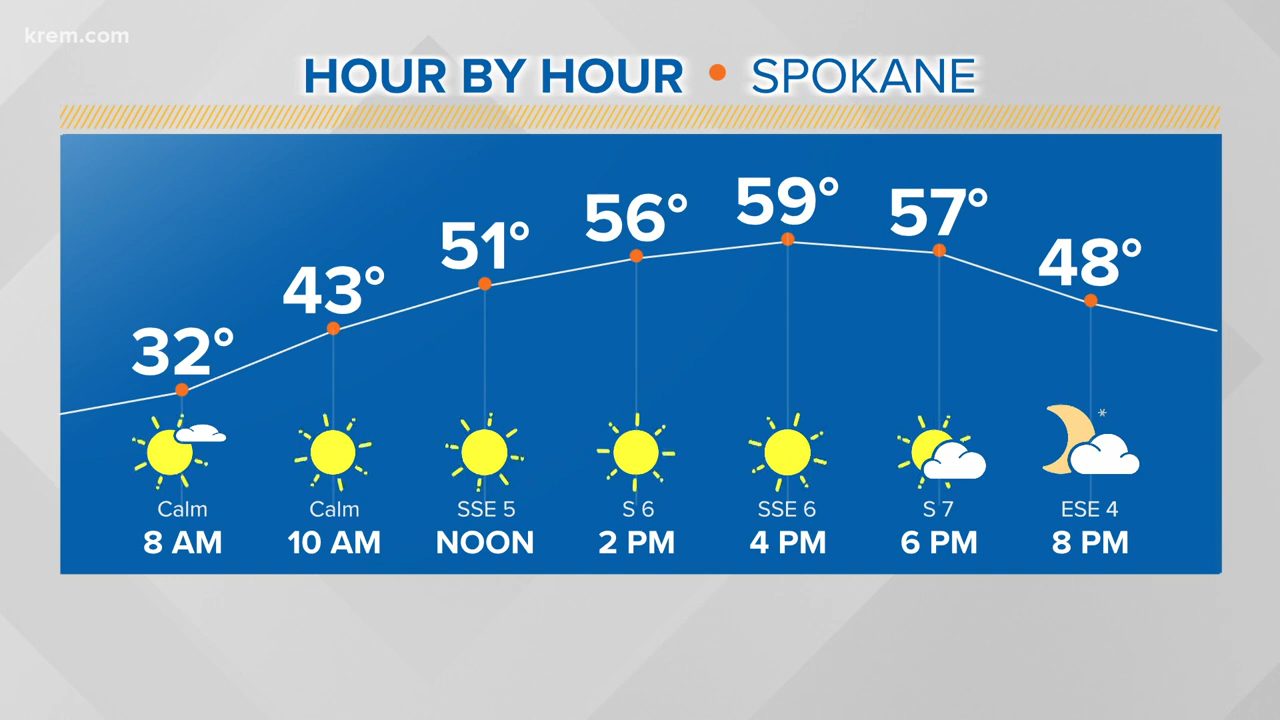 krem.com
HOUR BY HOUR • SPOKANE
32° 43° 51° 56° 59° 57° 48°
Calm Calm SSE 5 S 6 SSE 6 S 7 ESE 4
8 AM 10 AM NOON 2 PM 4 PM 6 PM 8 PM